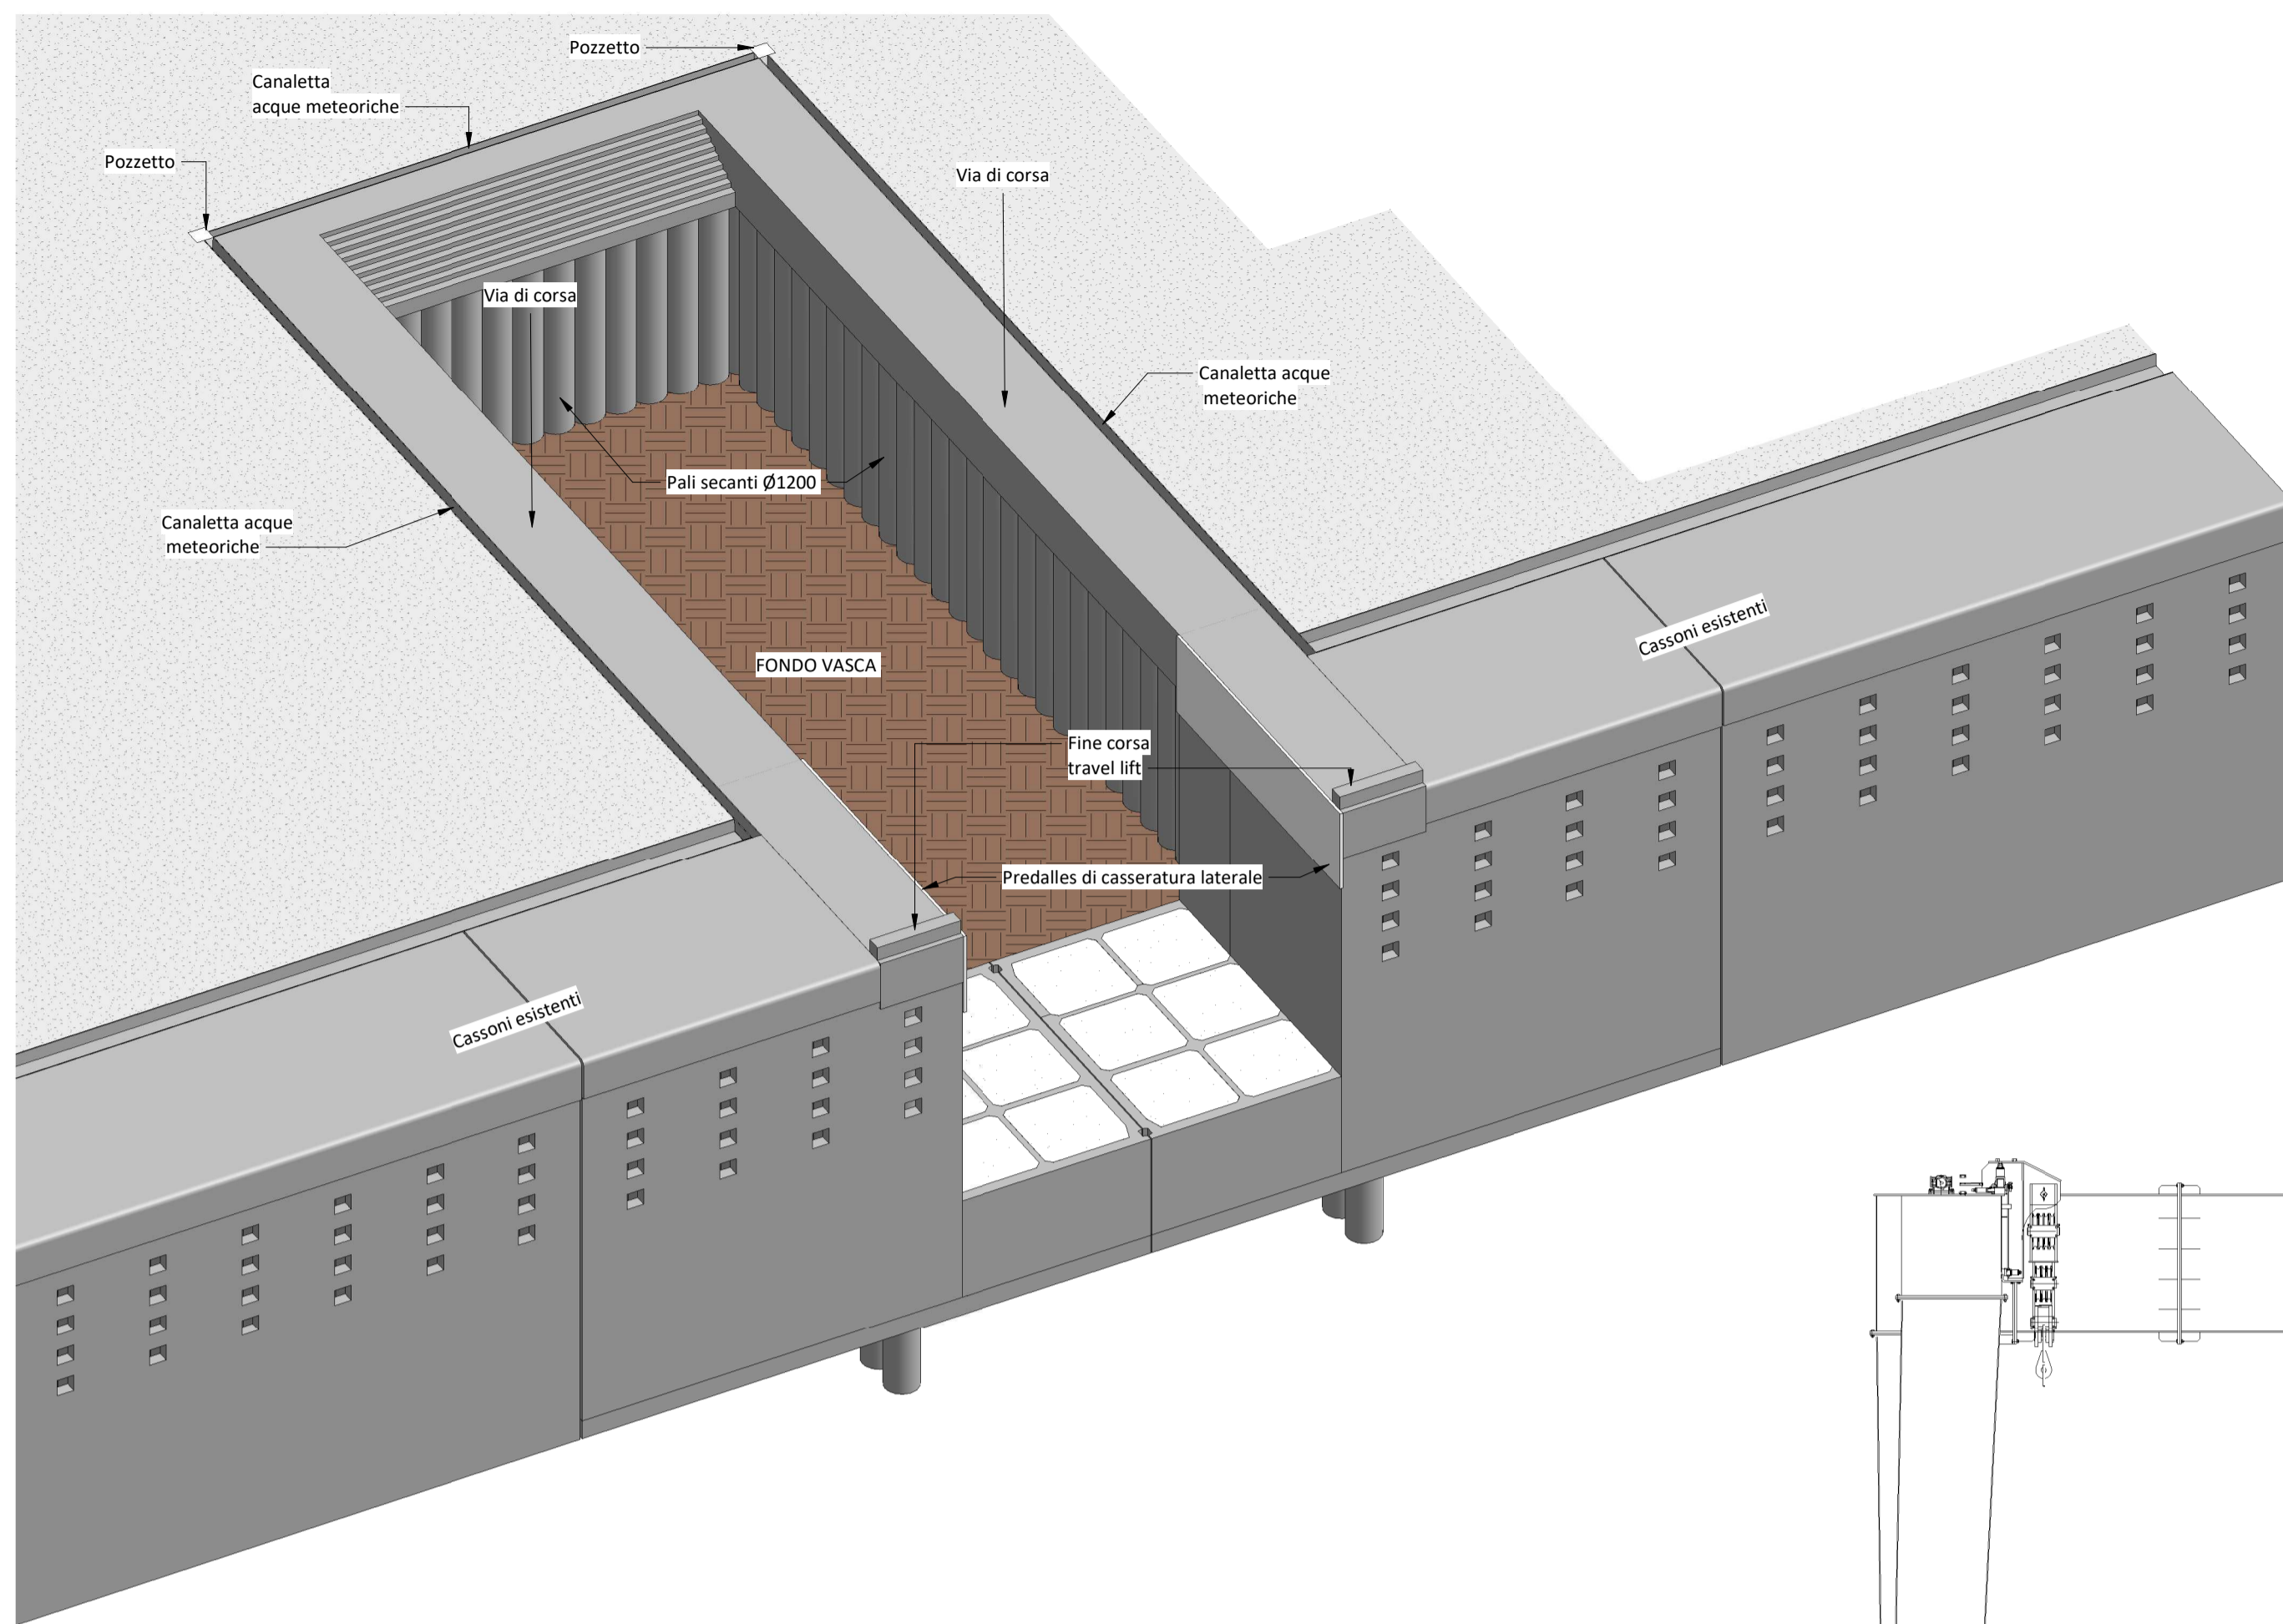 Pozzetto
Canaletta
acque meteoriche
Pozzetto
Via di corsa
Via di corsa
Canaletta acque
meteoriche
Pali secanti Ø1200
Canaletta acque
meteoriche
Cassoni esistenti
FONDO VASCA
Fine corsa
travel lift
Predalles di casseratura laterale
Cassoni esistenti